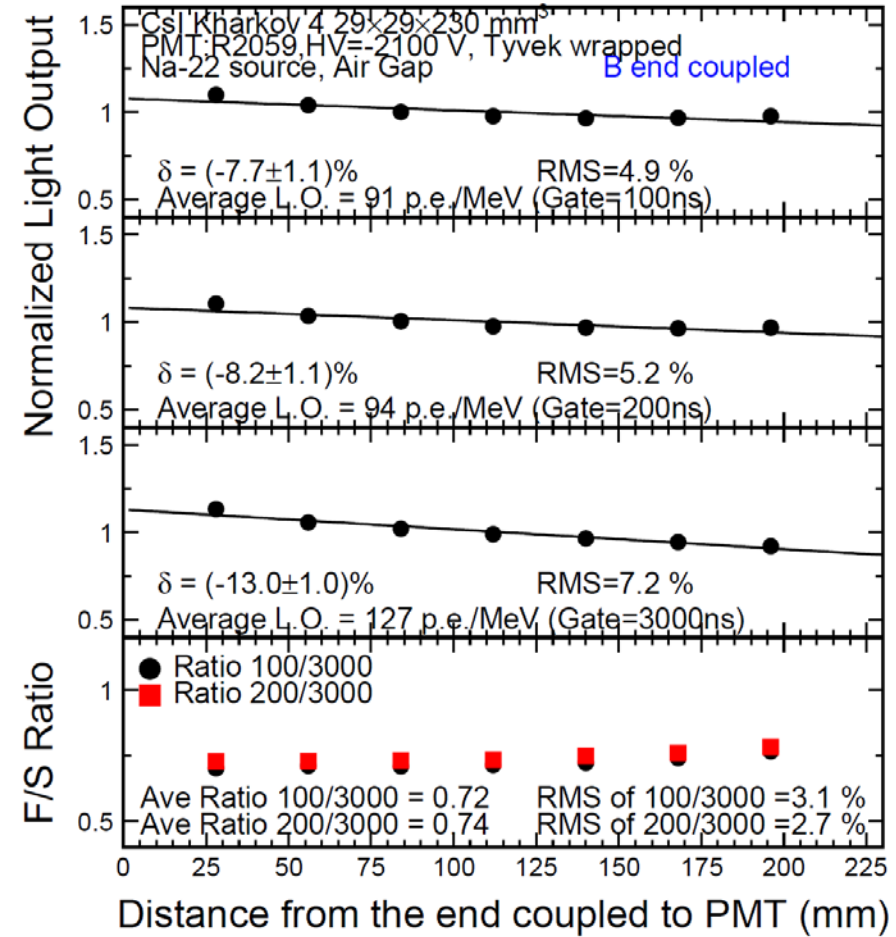 CsI Kharkov 4 29×29×230 mm³
PMT;R2059,HV=-2100 V, Tyvek wrapped
Na-22 source, Air Gap
B end coupled
Normalized Light Output
1.5
1
0.5
δ = (-7.7±1.1)%
RMS=4.9 %
Average L.O. = 91 p.e./MeV (Gate=100ns)
1.5
1
0.5
δ = (-8.2±1.1)%
RMS=5.2 %
Average L.O. = 94 p.e./MeV (Gate=200ns)
1.5
1
0.5
δ = (-13.0±1.0)%
RMS=7.2 %
Average L.O. = 127 p.e./MeV (Gate=3000ns)
F/S Ratio
1
0.5
Ratio 100/3000
Ratio 200/3000
Ave Ratio 100/3000 = 0.72
RMS of 100/3000 =3.1 %
Ave Ratio 200/3000 = 0.74
RMS of 200/3000 =2.7 %
0 25 50 75 100 125 150 175 200 225
Distance from the end coupled to PMT (mm)